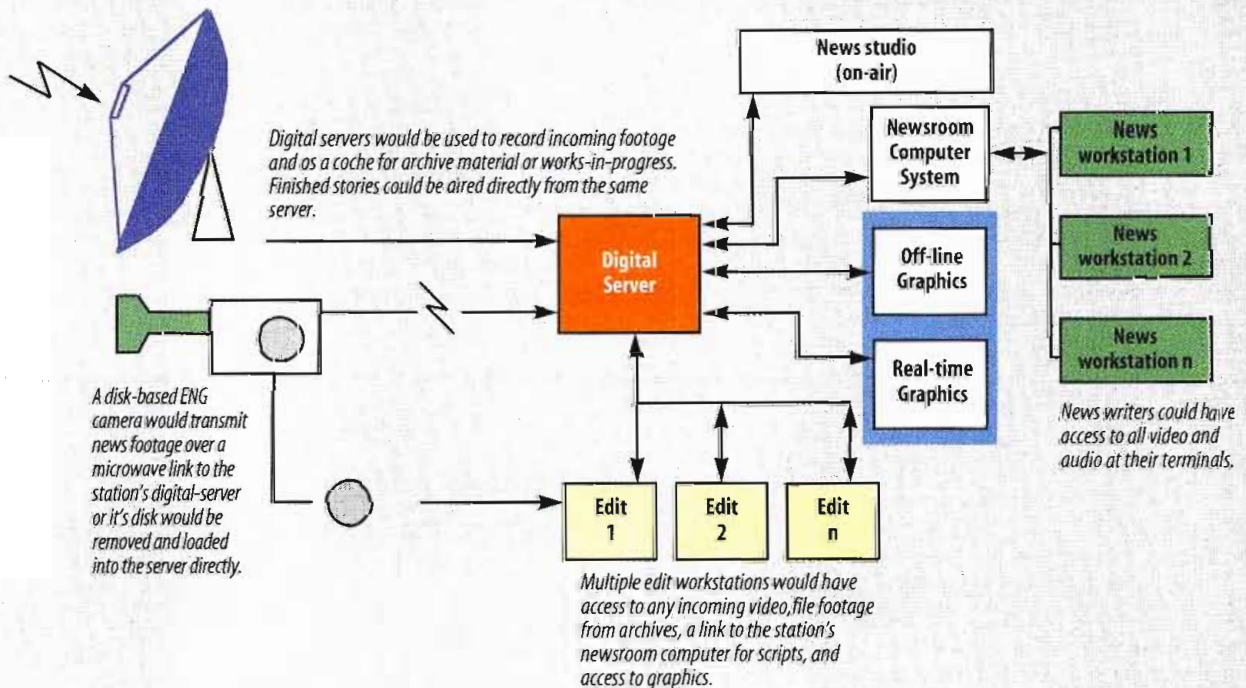 News studio
(on-air)
Digital servers would be used to record incoming footage
and os a coche for archive material or works-in-progress.
Finished stories could be aired directly from the same
server.
Newsroom
Computer
System
News
workstation 1
News
workstation 2
News
workstation n
News writers could have
access to all video and
audio at their terminals.
Digital
Server
Off-line
Graphics
Real-time
Graphics
A disk-based ENG
camera would transmit
news footage over a
microwave link to the
station's digital-server
or it's disk would be
removed and loaded
into the server directly.
Edit
1
Edit
2
Edit
n
Multiple edit workstations would have
access to any incoming video,file footage
from archives, a link to the station's
newsroom computer for scripts, and
access to graphics.